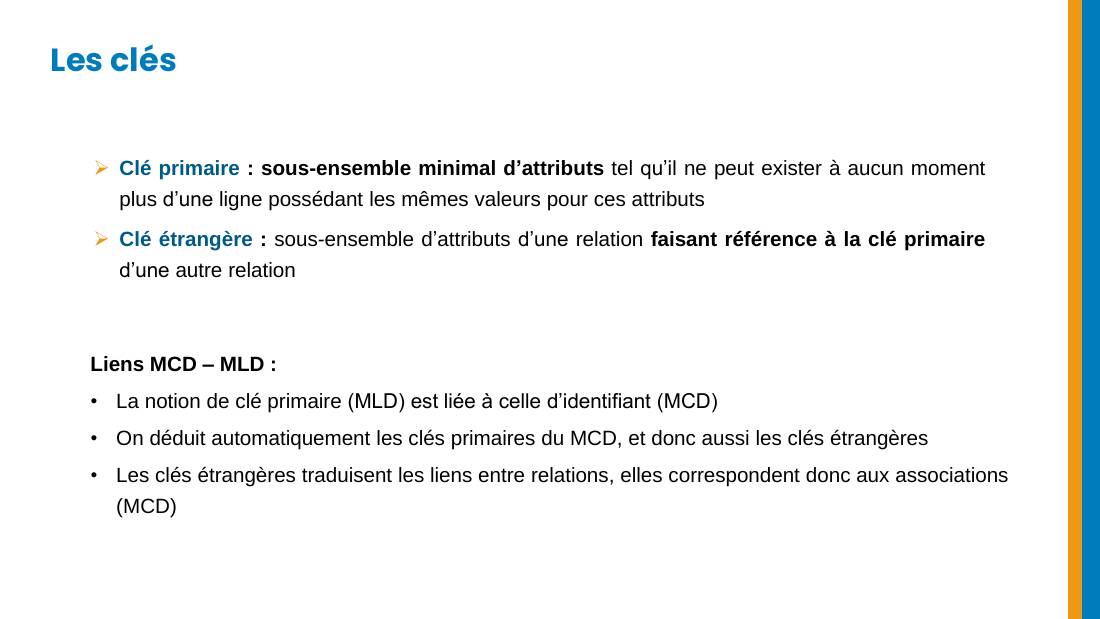 Les clés
➢ Clé primaire : sous-ensemble minimal d’attributs tel qu’il ne peut exister à aucun moment
plus d’une ligne possédant les mêmes valeurs pour ces attributs
➢ Clé étrangère : sous-ensemble d’attributs d’une relation faisant référence à la clé primaire
d’une autre relation
Liens MCD – MLD :
• La notion de clé primaire (MLD) est liée à celle d’identifiant (MCD)
• On déduit automatiquement les clés primaires du MCD, et donc aussi les clés étrangères
• Les clés étrangères traduisent les liens entre relations, elles correspondent donc aux associations
(MCD)